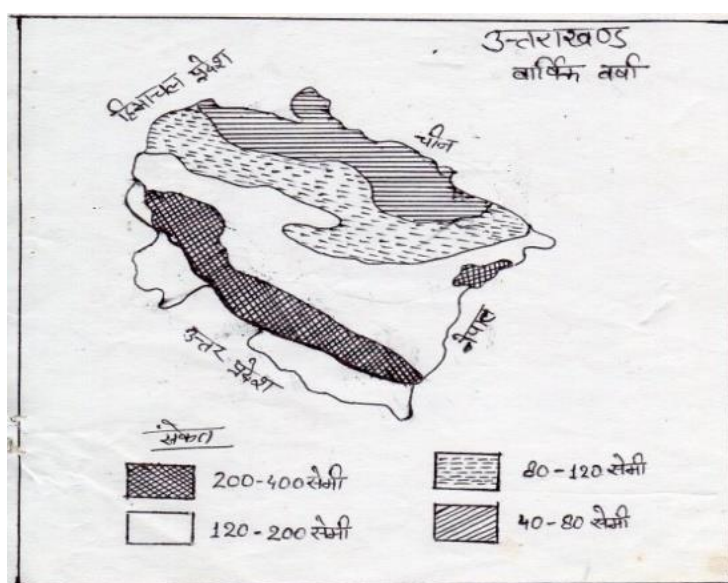 उत्तराखण्ड
वार्षिक वर्षा
हिमाचल प्रदेश
चीन
नेपाल
उत्तर प्रदेश
संकेत
200-400 सेमी
80-120 सेमी
120-200 सेमी
40-80 सेमी